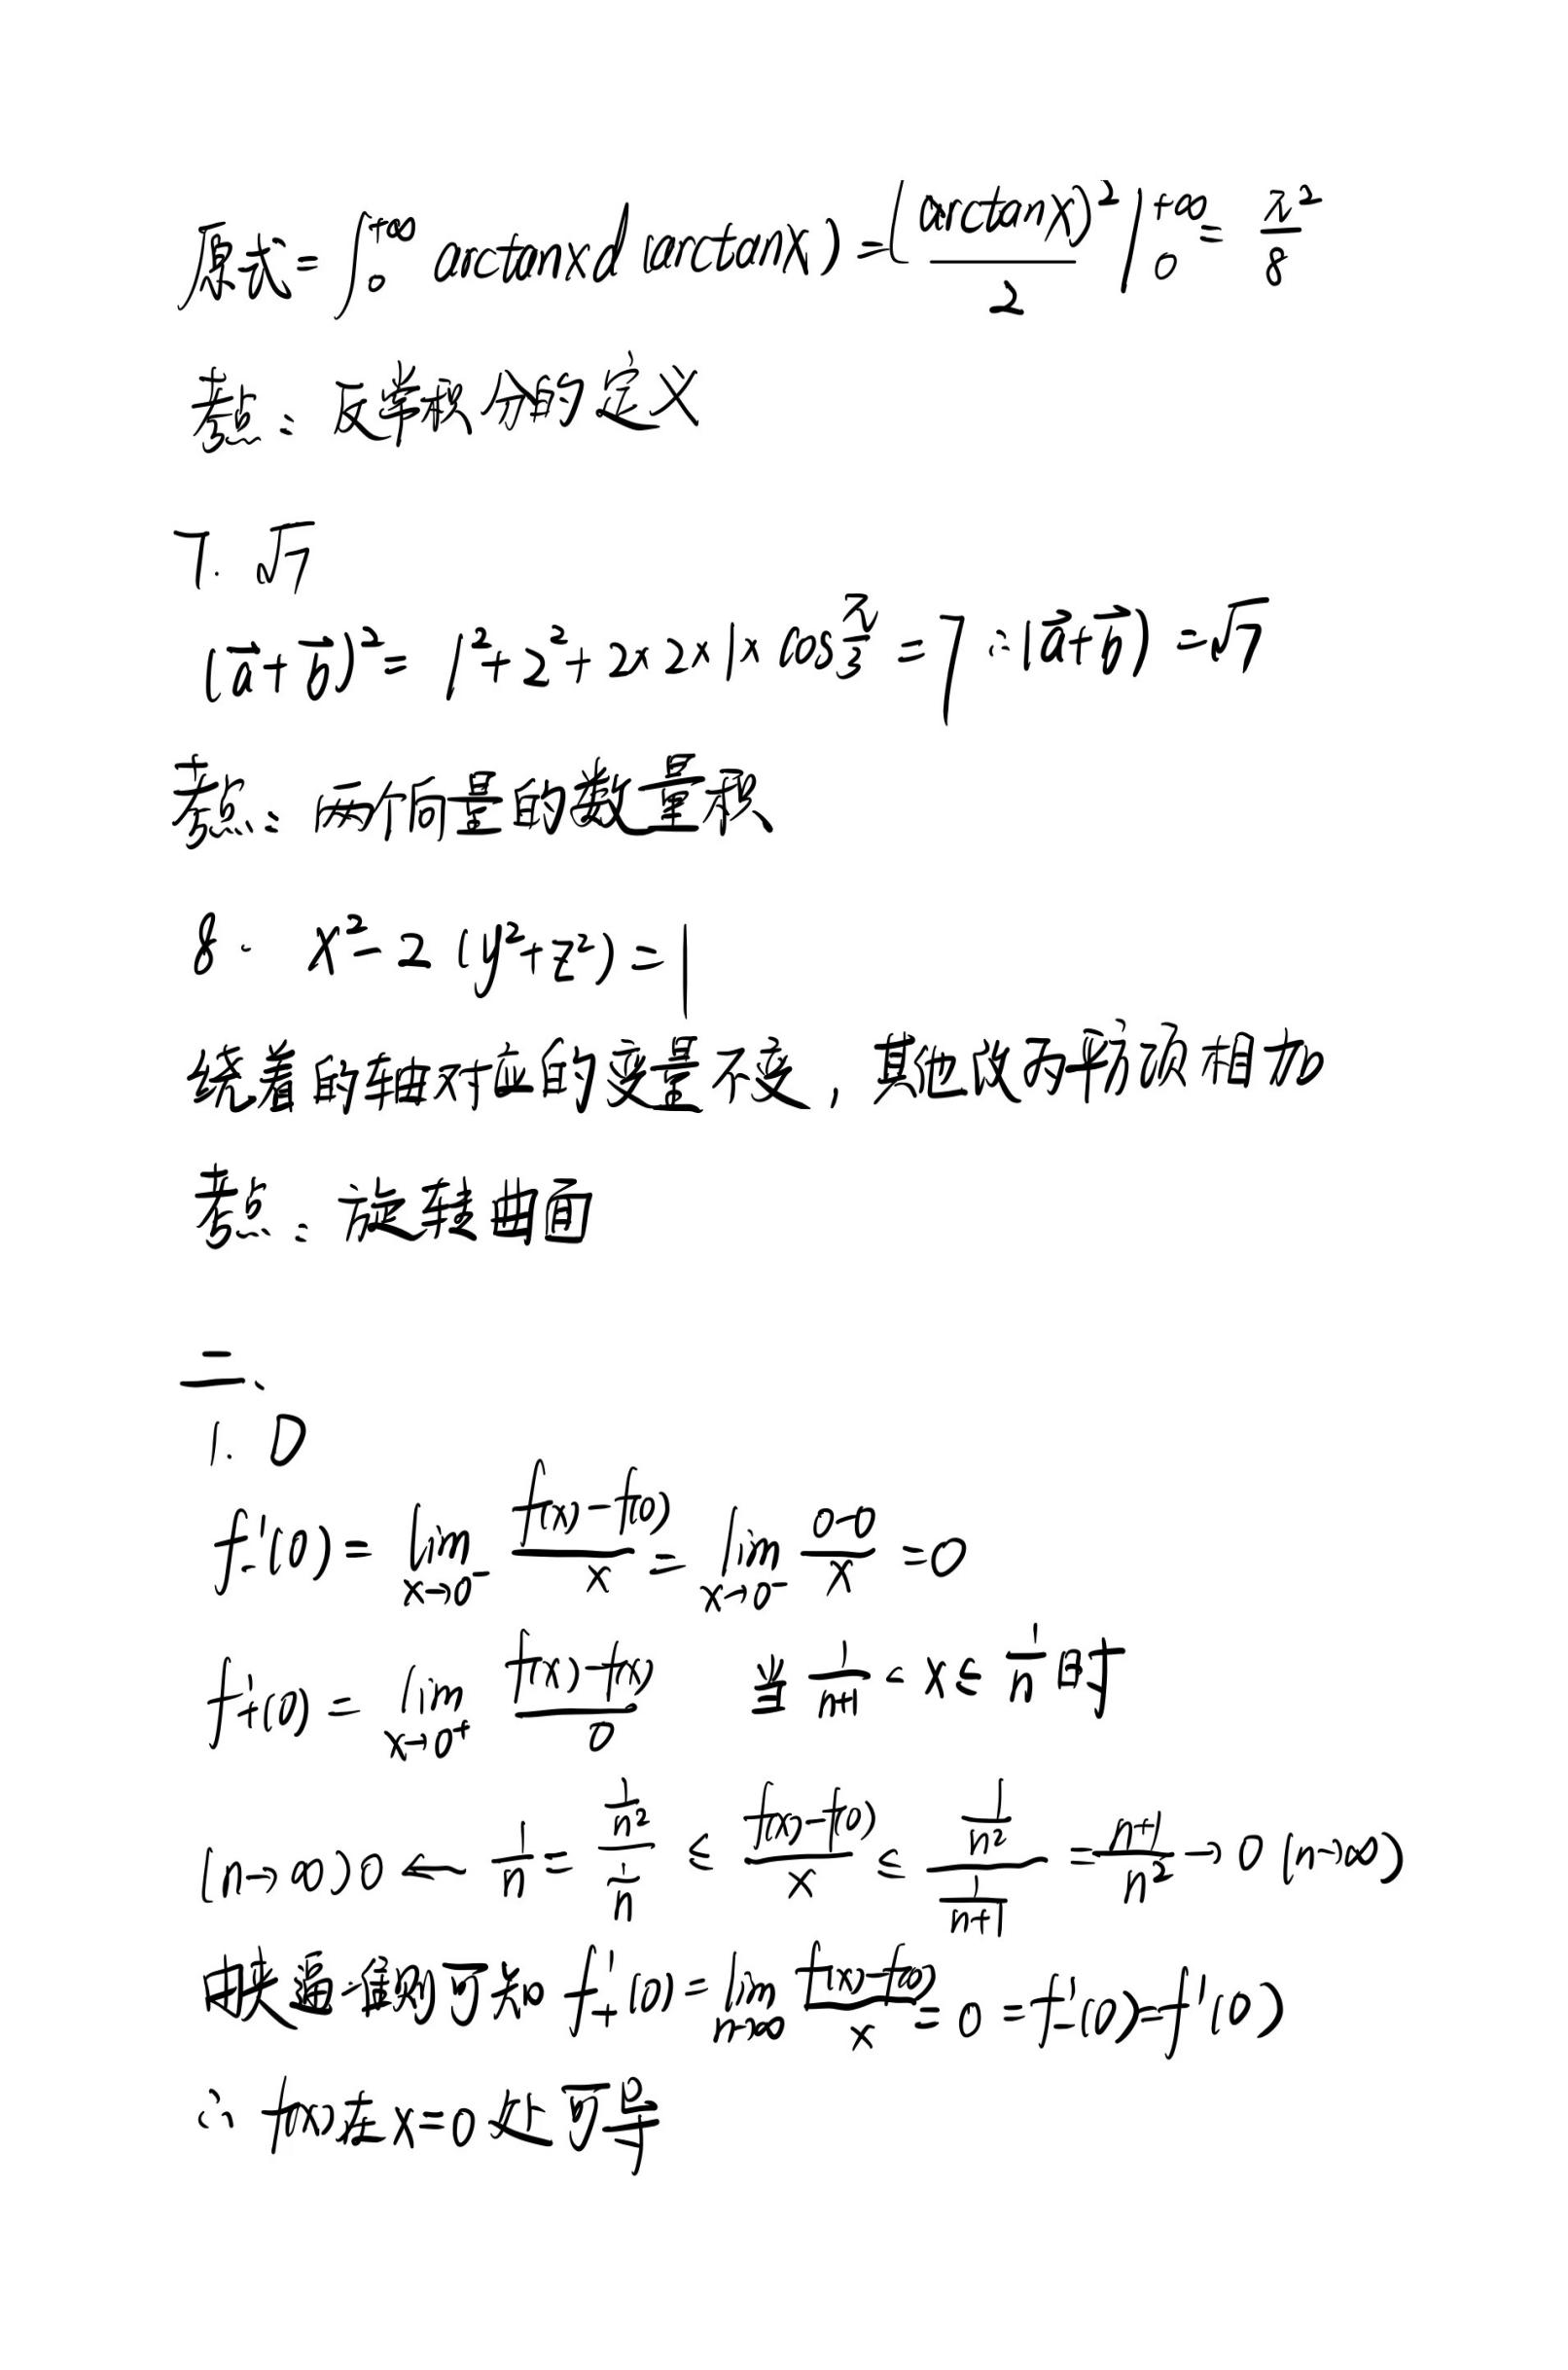 原式=∫₀^{+∞} arctanx d(arctanx)=(arctanx)²/2 |₀^{+∞} = π²/8
考点：反常积分的定义
7. √7
(a⃗+b⃗)²=1²+2²+2×2×1×cos π/3=7 ∴|a⃗+b⃗)=√7
考点：两个向量的数量积
8. x²-2(y²+z²)=1
绕着的轴对应的变量不变，其他改为平方项相加
考点：旋转曲面
二、
1. D
f₋'(0)=lim_{x→0⁻} (f(x)-f(0))/x = lim_{x→0⁻} (0-0)/x =0
f₊'(0)=lim_{x→0⁺} (f(x)-f(x))/0 当 1/(n+1) < x ≤ 1/n 时
(n→∞) 0 ← 1/n = (1/n²)/(1/n) ≤ (f(x)-f(0))/x ≤ (1/n²)/(1/(n+1)) = (n+1)/n² → 0 (n→∞)
由夹逼准则可知 f₊'(0)=lim_{n→∞} (f(x)-f(0))/x = 0 = f₋'(0)=f'(0)
∴ f(x)在x=0处可导